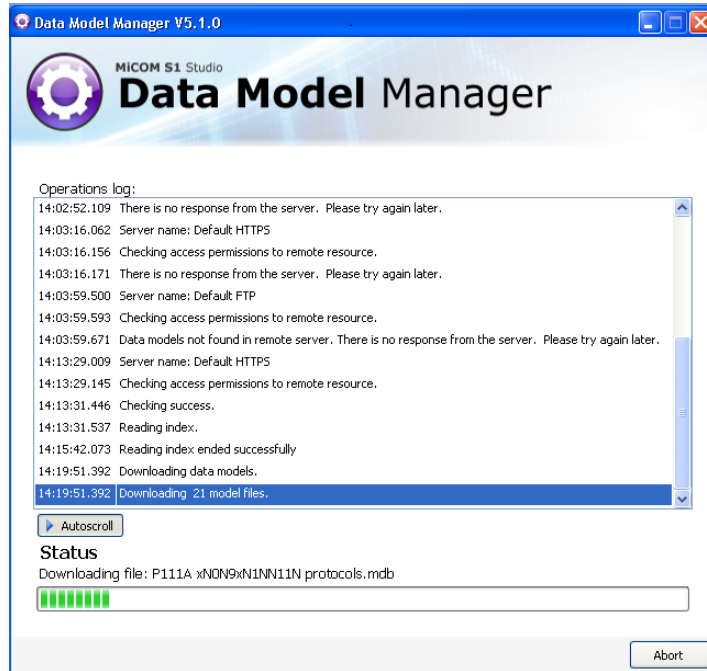 Data Model Manager V5.1.0
MiCOM S1 Studio
Data Model Manager
Operations log:
14:02:52.109 There is no response from the server. Please try again later.
14:03:16.062 Server name: Default HTTPS
14:03:16.156 Checking access permissions to remote resource.
14:03:16.171 There is no response from the server. Please try again later.
14:03:59.500 Server name: Default FTP
14:03:59.593 Checking access permissions to remote resource.
14:03:59.671 Data models not found in remote server. There is no response from the server. Please try again later.
14:13:29.009 Server name: Default HTTPS
14:13:29.145 Checking access permissions to remote resource.
14:13:31.446 Checking success.
14:13:31.537 Reading index.
14:15:42.073 Reading index ended successfully
14:19:51.392 Downloading data models.
14:19:51.392 Downloading 21 model files.
Autoscroll
Status
Downloading file: P111A xN0N9xN1NN11N protocols.mdb
Abort